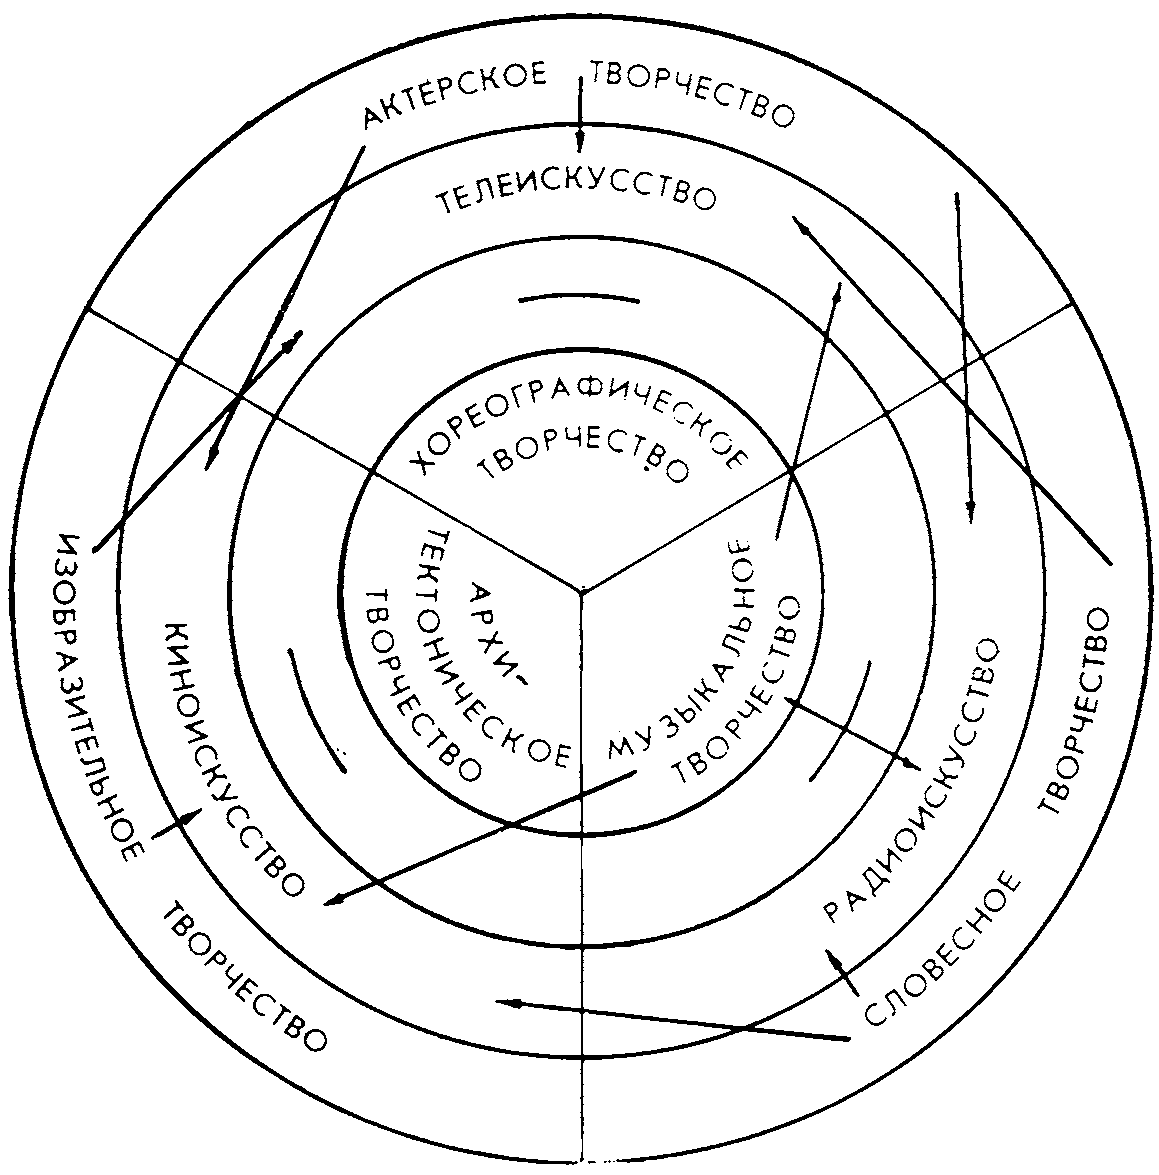 АКТЕРСКОЕ ТВОРЧЕСТВО
ТЕЛЕИСКУССТВО
ХОРЕОГРАФИЧЕСКОЕ
ТВОРЧЕСТВО
ИЗОБРАЗИТЕЛЬНОЕ ТВОРЧЕСТВО
КИНОИСКУССТВО
АРХИ-
ТЕКТОНИЧЕСКОЕ
ТВОРЧЕСТВО
МУЗЫКАЛЬНОЕ
ТВОРЧЕСТВО
РАДИОИСКУССТВО
СЛОВЕСНОЕ ТВОРЧЕСТВО